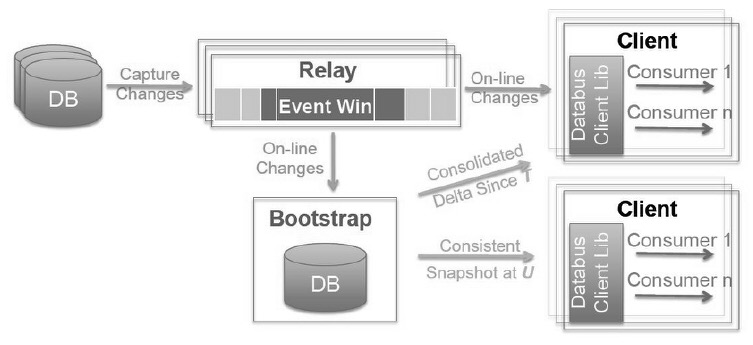 DB
Capture
Changes
Relay
Event Win
On-line
Changes
Client
Databus
Client Lib
Consumer 1
Consumer n
On-line
Changes
Bootstrap
DB
Consolidated
Delta Since T
Consistent
Snapshot at U
Client
Databus
Client Lib
Consumer 1
Consumer n